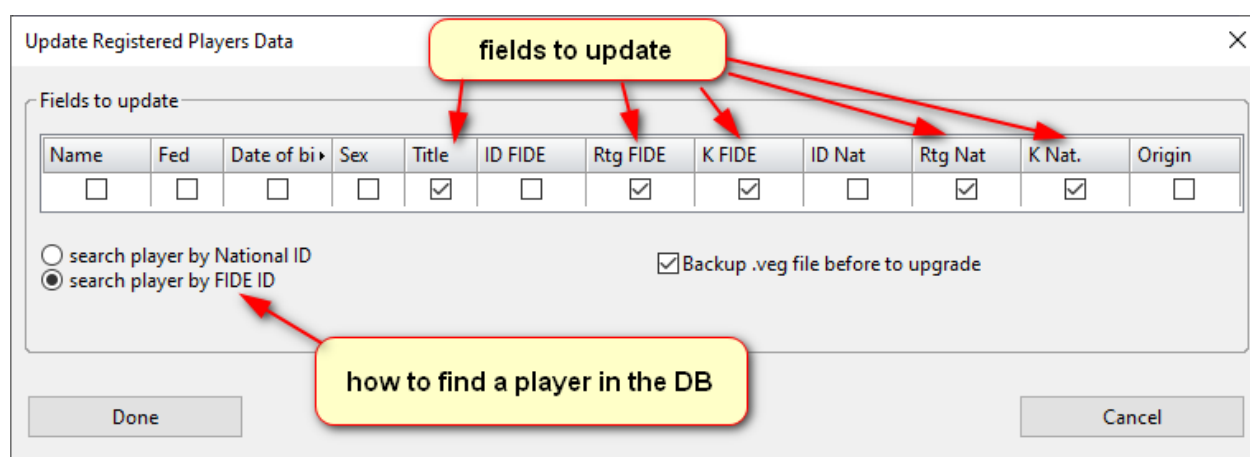 Update Registered Players Data
fields to update
Fields to update
Name Fed Date of bi Sex Title ID FIDE Rtg FIDE K FIDE ID Nat Rtg Nat K Nat. Origin
search player by National ID
search player by FIDE ID
Backup .veg file before to upgrade
how to find a player in the DB
Done
Cancel